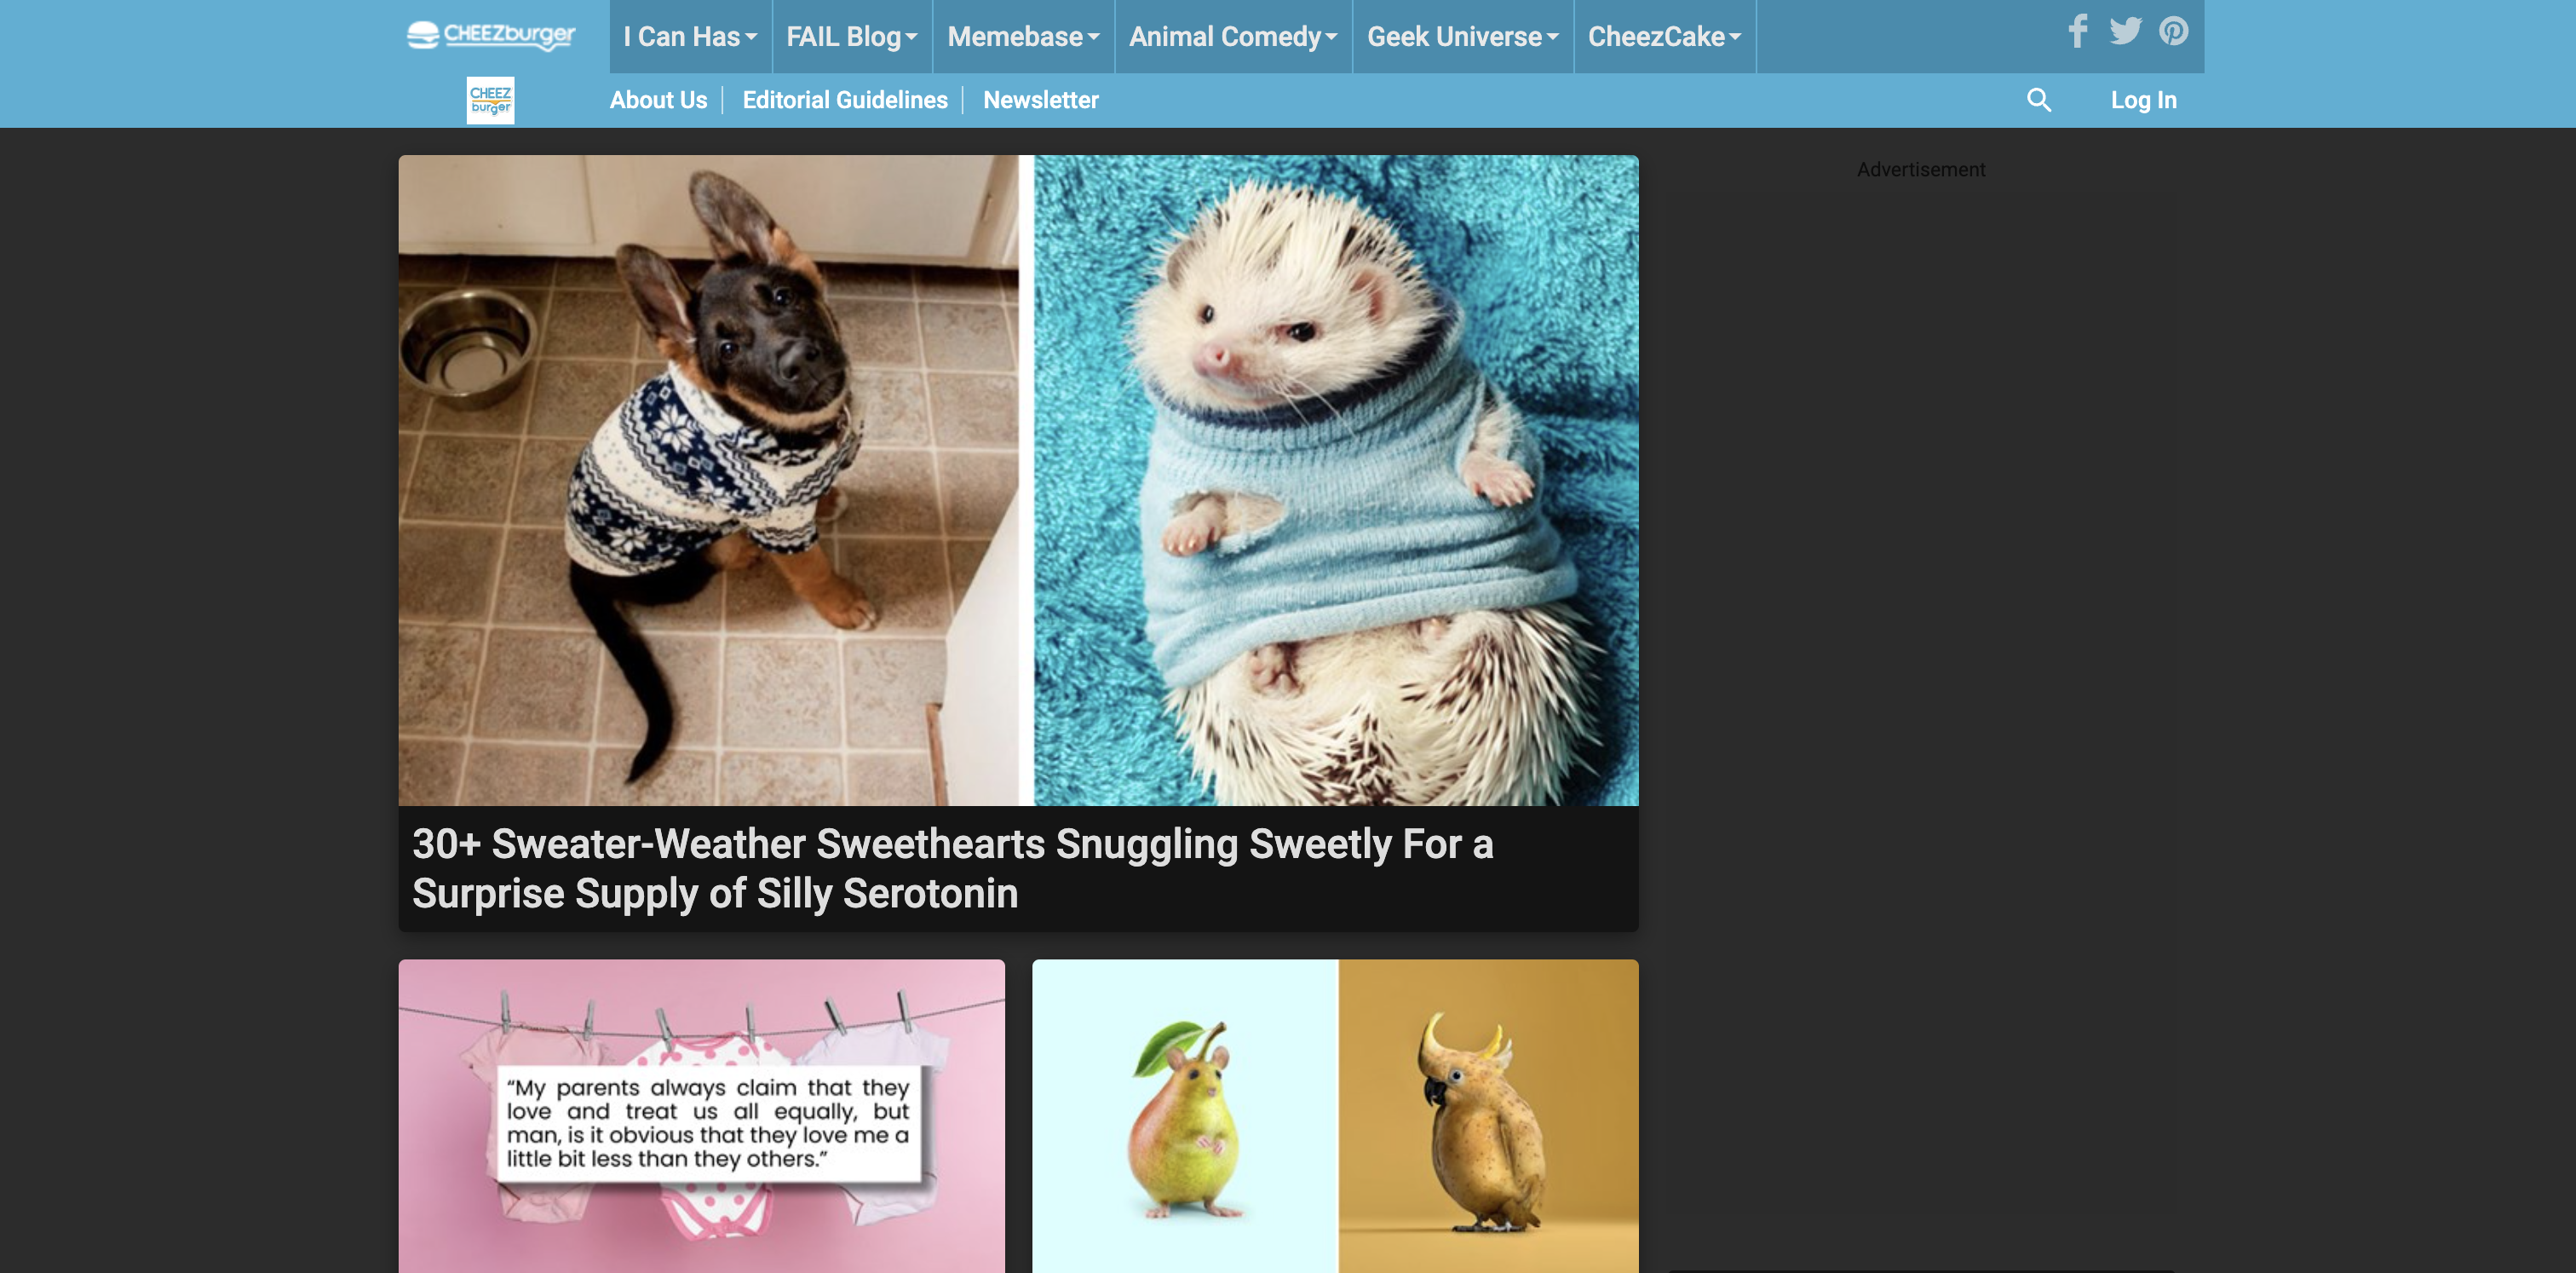 CHEEZburger
I Can Has
FAIL Blog
Memebase
Animal Comedy
Geek Universe
CheezCake
CHEEZ
burger
About Us
Editorial Guidelines
Newsletter
Log In
Advertisement
30+ Sweater-Weather Sweethearts Snuggling Sweetly For a
Surprise Supply of Silly Serotonin
“My parents always claim that they
love and treat us all equally, but
man, is it obvious that they love me a
little bit less than they others.”